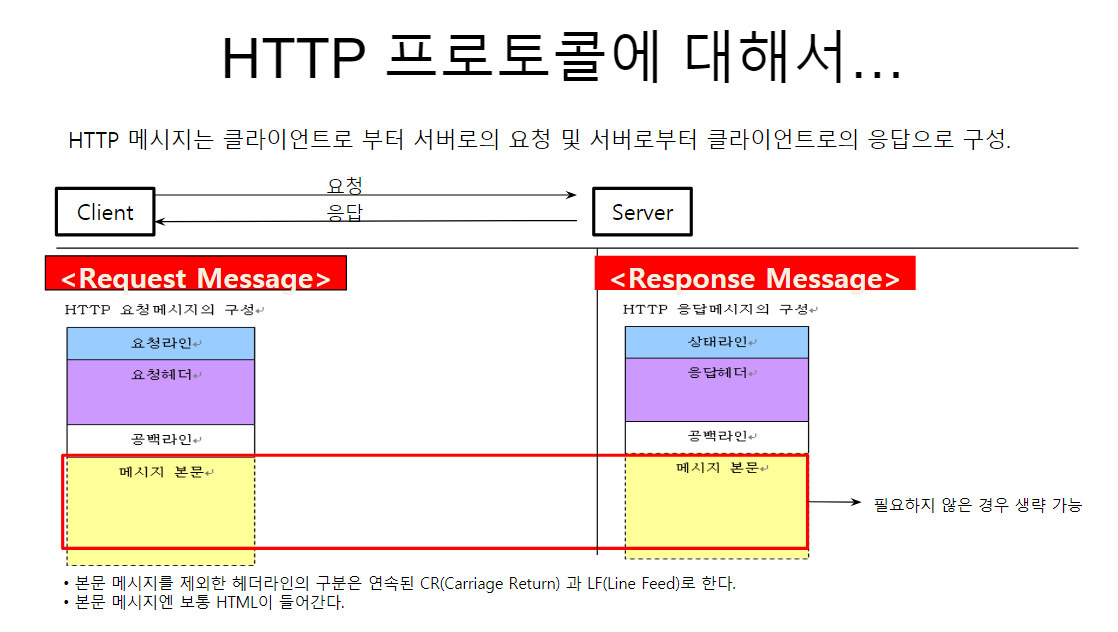 HTTP 프로토콜에 대해서...
HTTP 메시지는 클라이언트로 부터 서버로의 요청 및 서버로부터 클라이언트로의 응답으로 구성.
요청
Client
응답
Server
<Request Message>
HTTP 요청메시지의 구성↵
요청라인↵
요청헤더↵
공백라인↵
메시지 본문↵
<Response Message>
HTTP 응답메시지의 구성↵
상태라인↵
응답헤더↵
공백라인↵
메시지 본문↵
필요하지 않은 경우 생략 가능
• 본문 메시지를 제외한 헤더라인의 구분은 연속된 CR(Carriage Return) 과 LF(Line Feed)로 한다.
• 본문 메시지엔 보통 HTML이 들어간다.